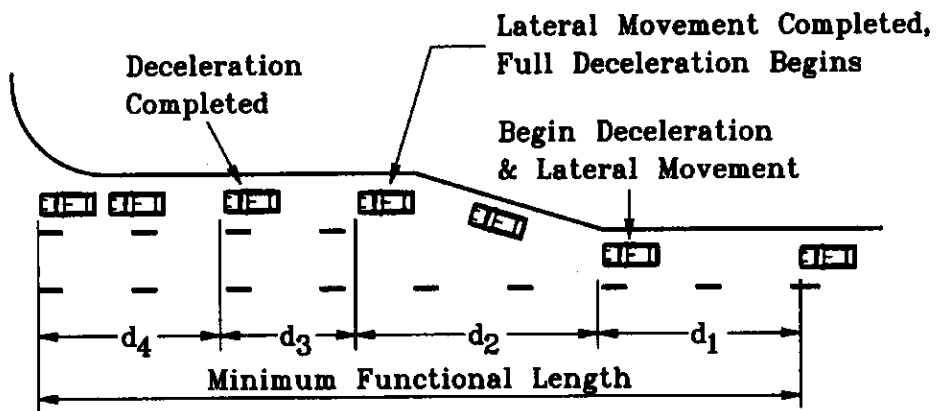 Lateral Movement Completed,
Full Deceleration Begins
Deceleration
Completed
Begin Deceleration
& Lateral Movement
d4
d3
d2
d1
Minimum Functional Length